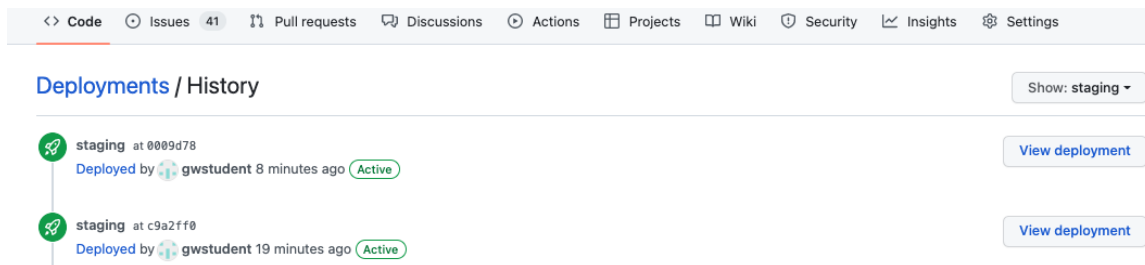 <> Code Issues 41 Pull requests Discussions Actions Projects Wiki Security Insights Settings
Deployments / History Show: staging
staging at 0009d78
Deployed by gwstudent 8 minutes ago Active View deployment
staging at c9a2ff0
Deployed by gwstudent 19 minutes ago Active View deployment